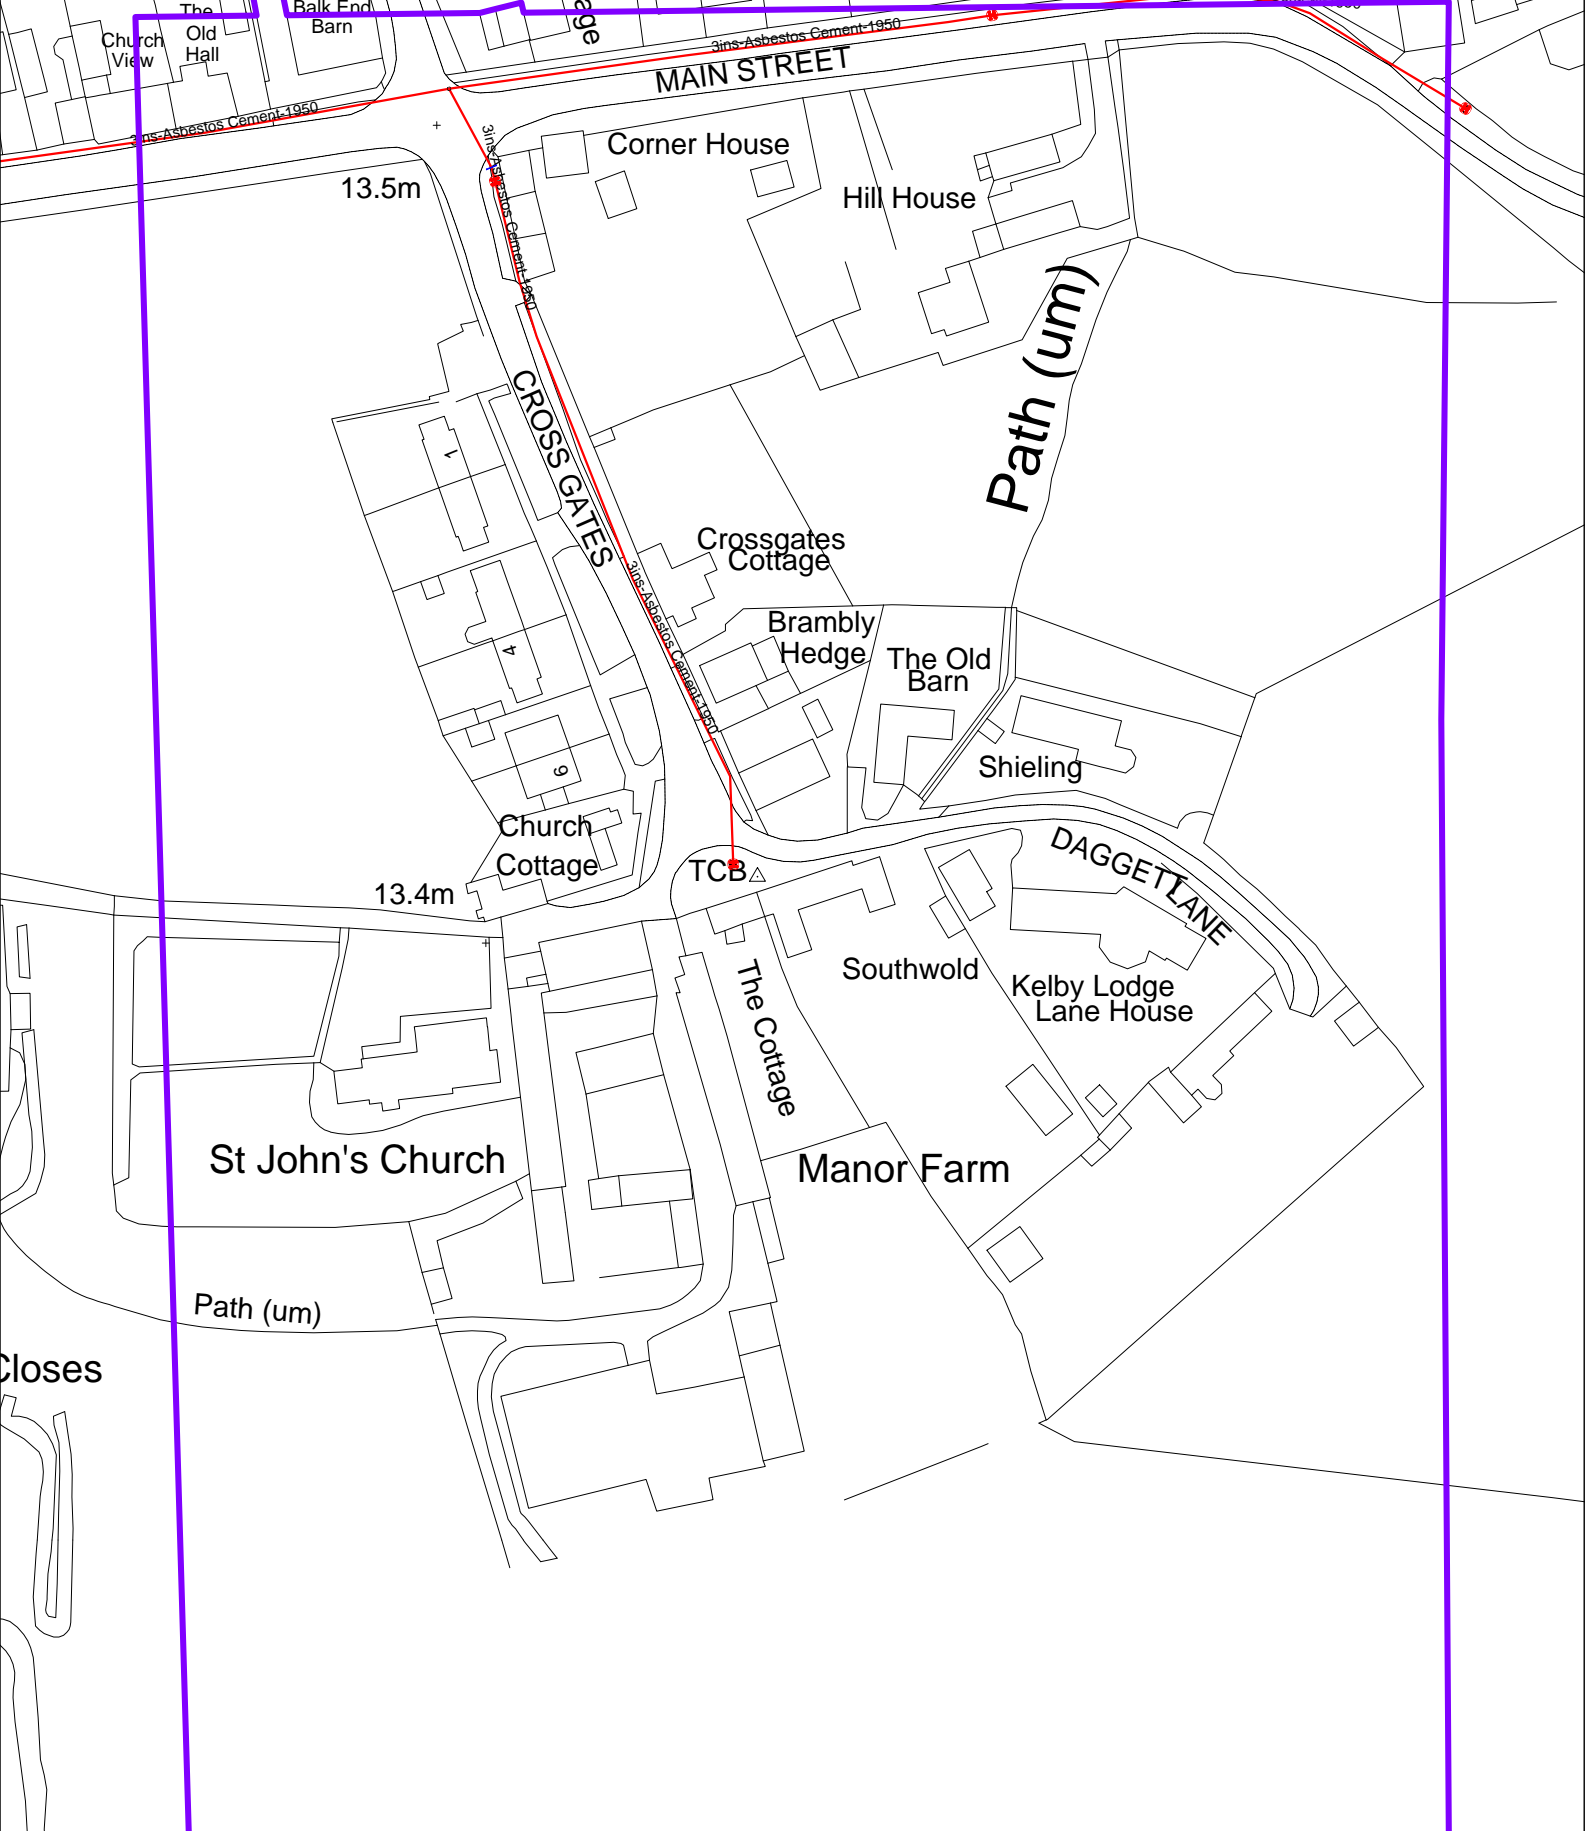 The
Old
Hall
Balk End
Barn
Church
View
3ins-Asbestos Cement-1950
MAIN STREET
3ins-Asbestos Cement-1950
3ins-Asbestos Cement-1950
Corner House
13.5m
Hill House
Path (um)
CROSS GATES
1
Crossgates
Cottage
3ins-Asbestos Cement-1950
Brambly
Hedge
4
The Old
Barn
Shieling
6
Church
Cottage
TCB
DAGGETT LANE
13.4m
Southwold
The Cottage
Kelby Lodge
Lane House
St John's Church
Manor Farm
Path (um)
Closes